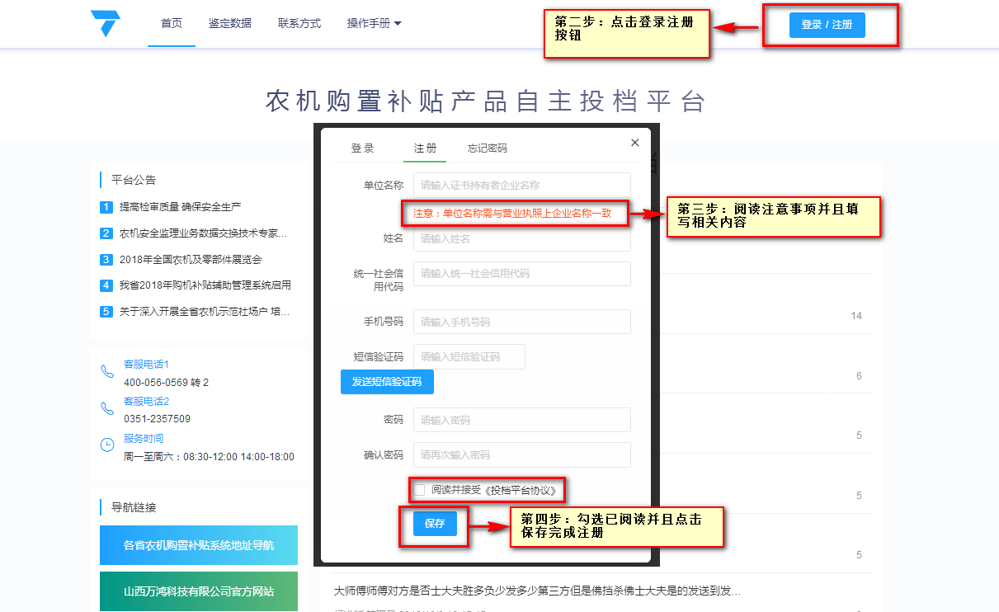 首页 鉴定数据 联系方式 操作手册
第二步：点击登录注册
按钮
登录 / 注册
农机购置补贴产品自主投档平台
登录 注册 忘记密码 ×
单位名称 请输入证书持有者企业名称
注意：单位名称需与营业执照上企业名称一致
第三步：阅读注意事项并且填
写相关内容
姓名 请输入姓名
统一社会信 请输入统一社会信用代码
用代码
手机号码 请输入手机号码
短信验证码 请输入短信验证码
发送短信验证码
密码 请输入密码
确认密码 请再次输入密码
阅读并接受《投档平台协议》
保存
第四步：勾选已阅读并且点击
保存完成注册
平台公告
1 提高检审质量 确保安全生产
2 农机安全监理业务数据交换技术专家...
3 2018年全国农机及零部件展览会
4 我省2018年购机补贴辅助管理系统启用
5 关于深入开展全省农机示范社场户 培...
客服电话1
400-056-0569 转 2
客服电话2
0351-2357509
服务时间
周一至周六：08:30-12:00 14:00-18:00
导航链接
各省农机购置补贴系统地址导航
山西万鸿科技有限公司官方网站
14
6
5
5
5
大师傅师傅对方是否士大夫胜多负少发多少第三方但是佛挡杀佛士大夫是的发送到发...